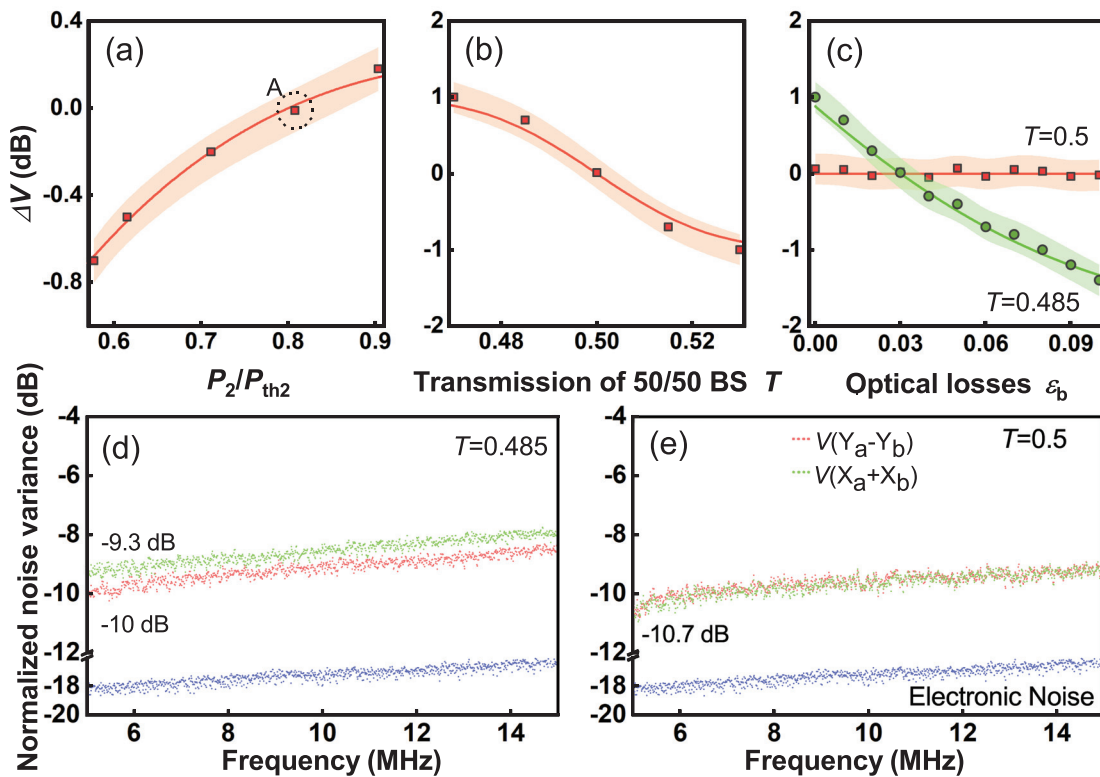 (a)
A
0.4
0.0
-0.4
-0.8
ΔV (dB)
0.6 0.7 0.8 0.9
P2/Pth2
(b)
2
1
0
-1
-2
0.48 0.50 0.52
Transmission of 50/50 BS T
(c)
2
1
0
-1
-2
T=0.5
T=0.485
0.00 0.03 0.06 0.09
Optical losses εb
Normalized noise variance (dB)
(d)
T=0.485
-4
-6
-8
-10
-12
-18
-20
-9.3 dB
-10 dB
6 8 10 12 14
Frequency (MHz)
(e)
V(Ya-Yb)
V(Xa+Xb)
T=0.5
-4
-6
-8
-10
-12
-18
-20
-10.7 dB
Electronic Noise
6 8 10 12 14
Frequency (MHz)